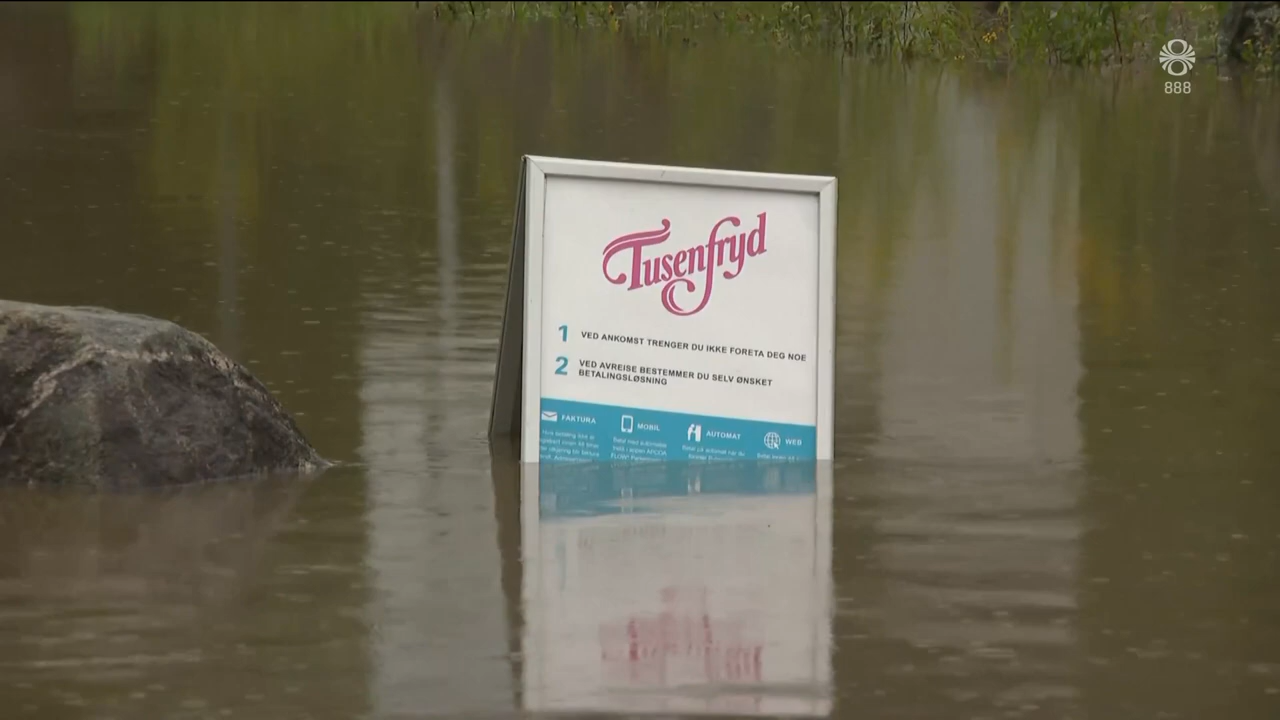 888
Tusenfryd
1 VED ANKOMST TRENGER DU IKKE FORETA DEG NOE
2 VED AVREISE BESTEMMER DU SELV ØNSKET
BETALINGSLØSNING
FAKTURA
MOBIL
AUTOMAT
WEB